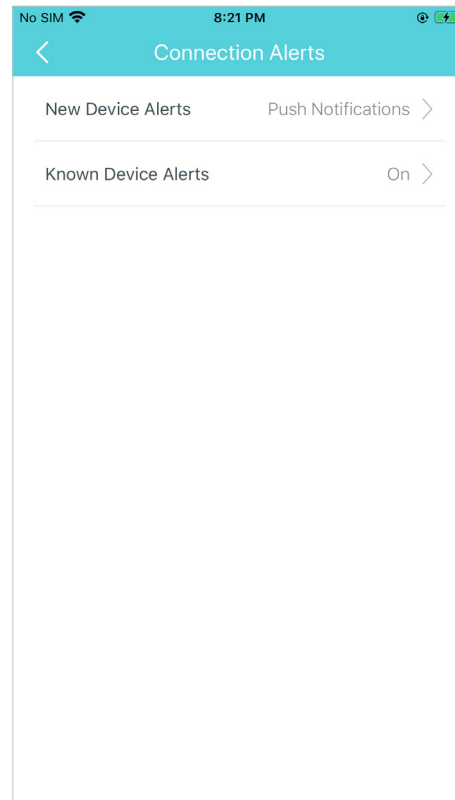 No SIM 8:21 PM
Connection Alerts
New Device Alerts Push Notifications
Known Device Alerts On